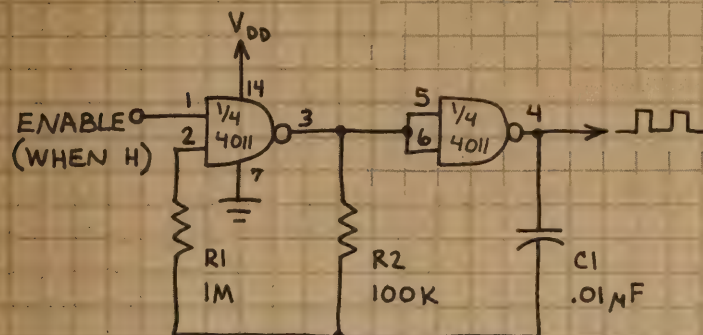 VDD
14
1
1/4
4011
3
ENABLE
(WHEN H)
2
7
5
6
1/4
4011
4
R1
1M
R2
100K
C1
.01µF